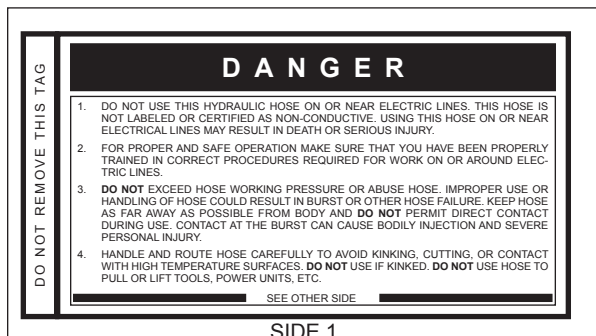 DO NOT REMOVE THIS TAG
DANGER
1. DO NOT USE THIS HYDRAULIC HOSE ON OR NEAR ELECTRIC LINES. THIS HOSE IS
NOT LABELED OR CERTIFIED AS NON-CONDUCTIVE. USING THIS HOSE ON OR NEAR
ELECTRICAL LINES MAY RESULT IN DEATH OR SERIOUS INJURY.
2. FOR PROPER AND SAFE OPERATION MAKE SURE THAT YOU HAVE BEEN PROPERLY
TRAINED IN CORRECT PROCEDURES REQUIRED FOR WORK ON OR AROUND ELEC-
TRIC LINES.
3. DO NOT EXCEED HOSE WORKING PRESSURE OR ABUSE HOSE. IMPROPER USE OR
HANDLING OF HOSE COULD RESULT IN BURST OR OTHER HOSE FAILURE. KEEP HOSE
AS FAR AWAY AS POSSIBLE FROM BODY AND DO NOT PERMIT DIRECT CONTACT
DURING USE. CONTACT AT THE BURST CAN CAUSE BODILY INJECTION AND SEVERE
PERSONAL INJURY.
4. HANDLE AND ROUTE HOSE CAREFULLY TO AVOID KINKING, CUTTING, OR CONTACT
WITH HIGH TEMPERATURE SURFACES. DO NOT USE IF KINKED. DO NOT USE HOSE TO
PULL OR LIFT TOOLS, POWER UNITS, ETC.
SEE OTHER SIDE
SIDE 1